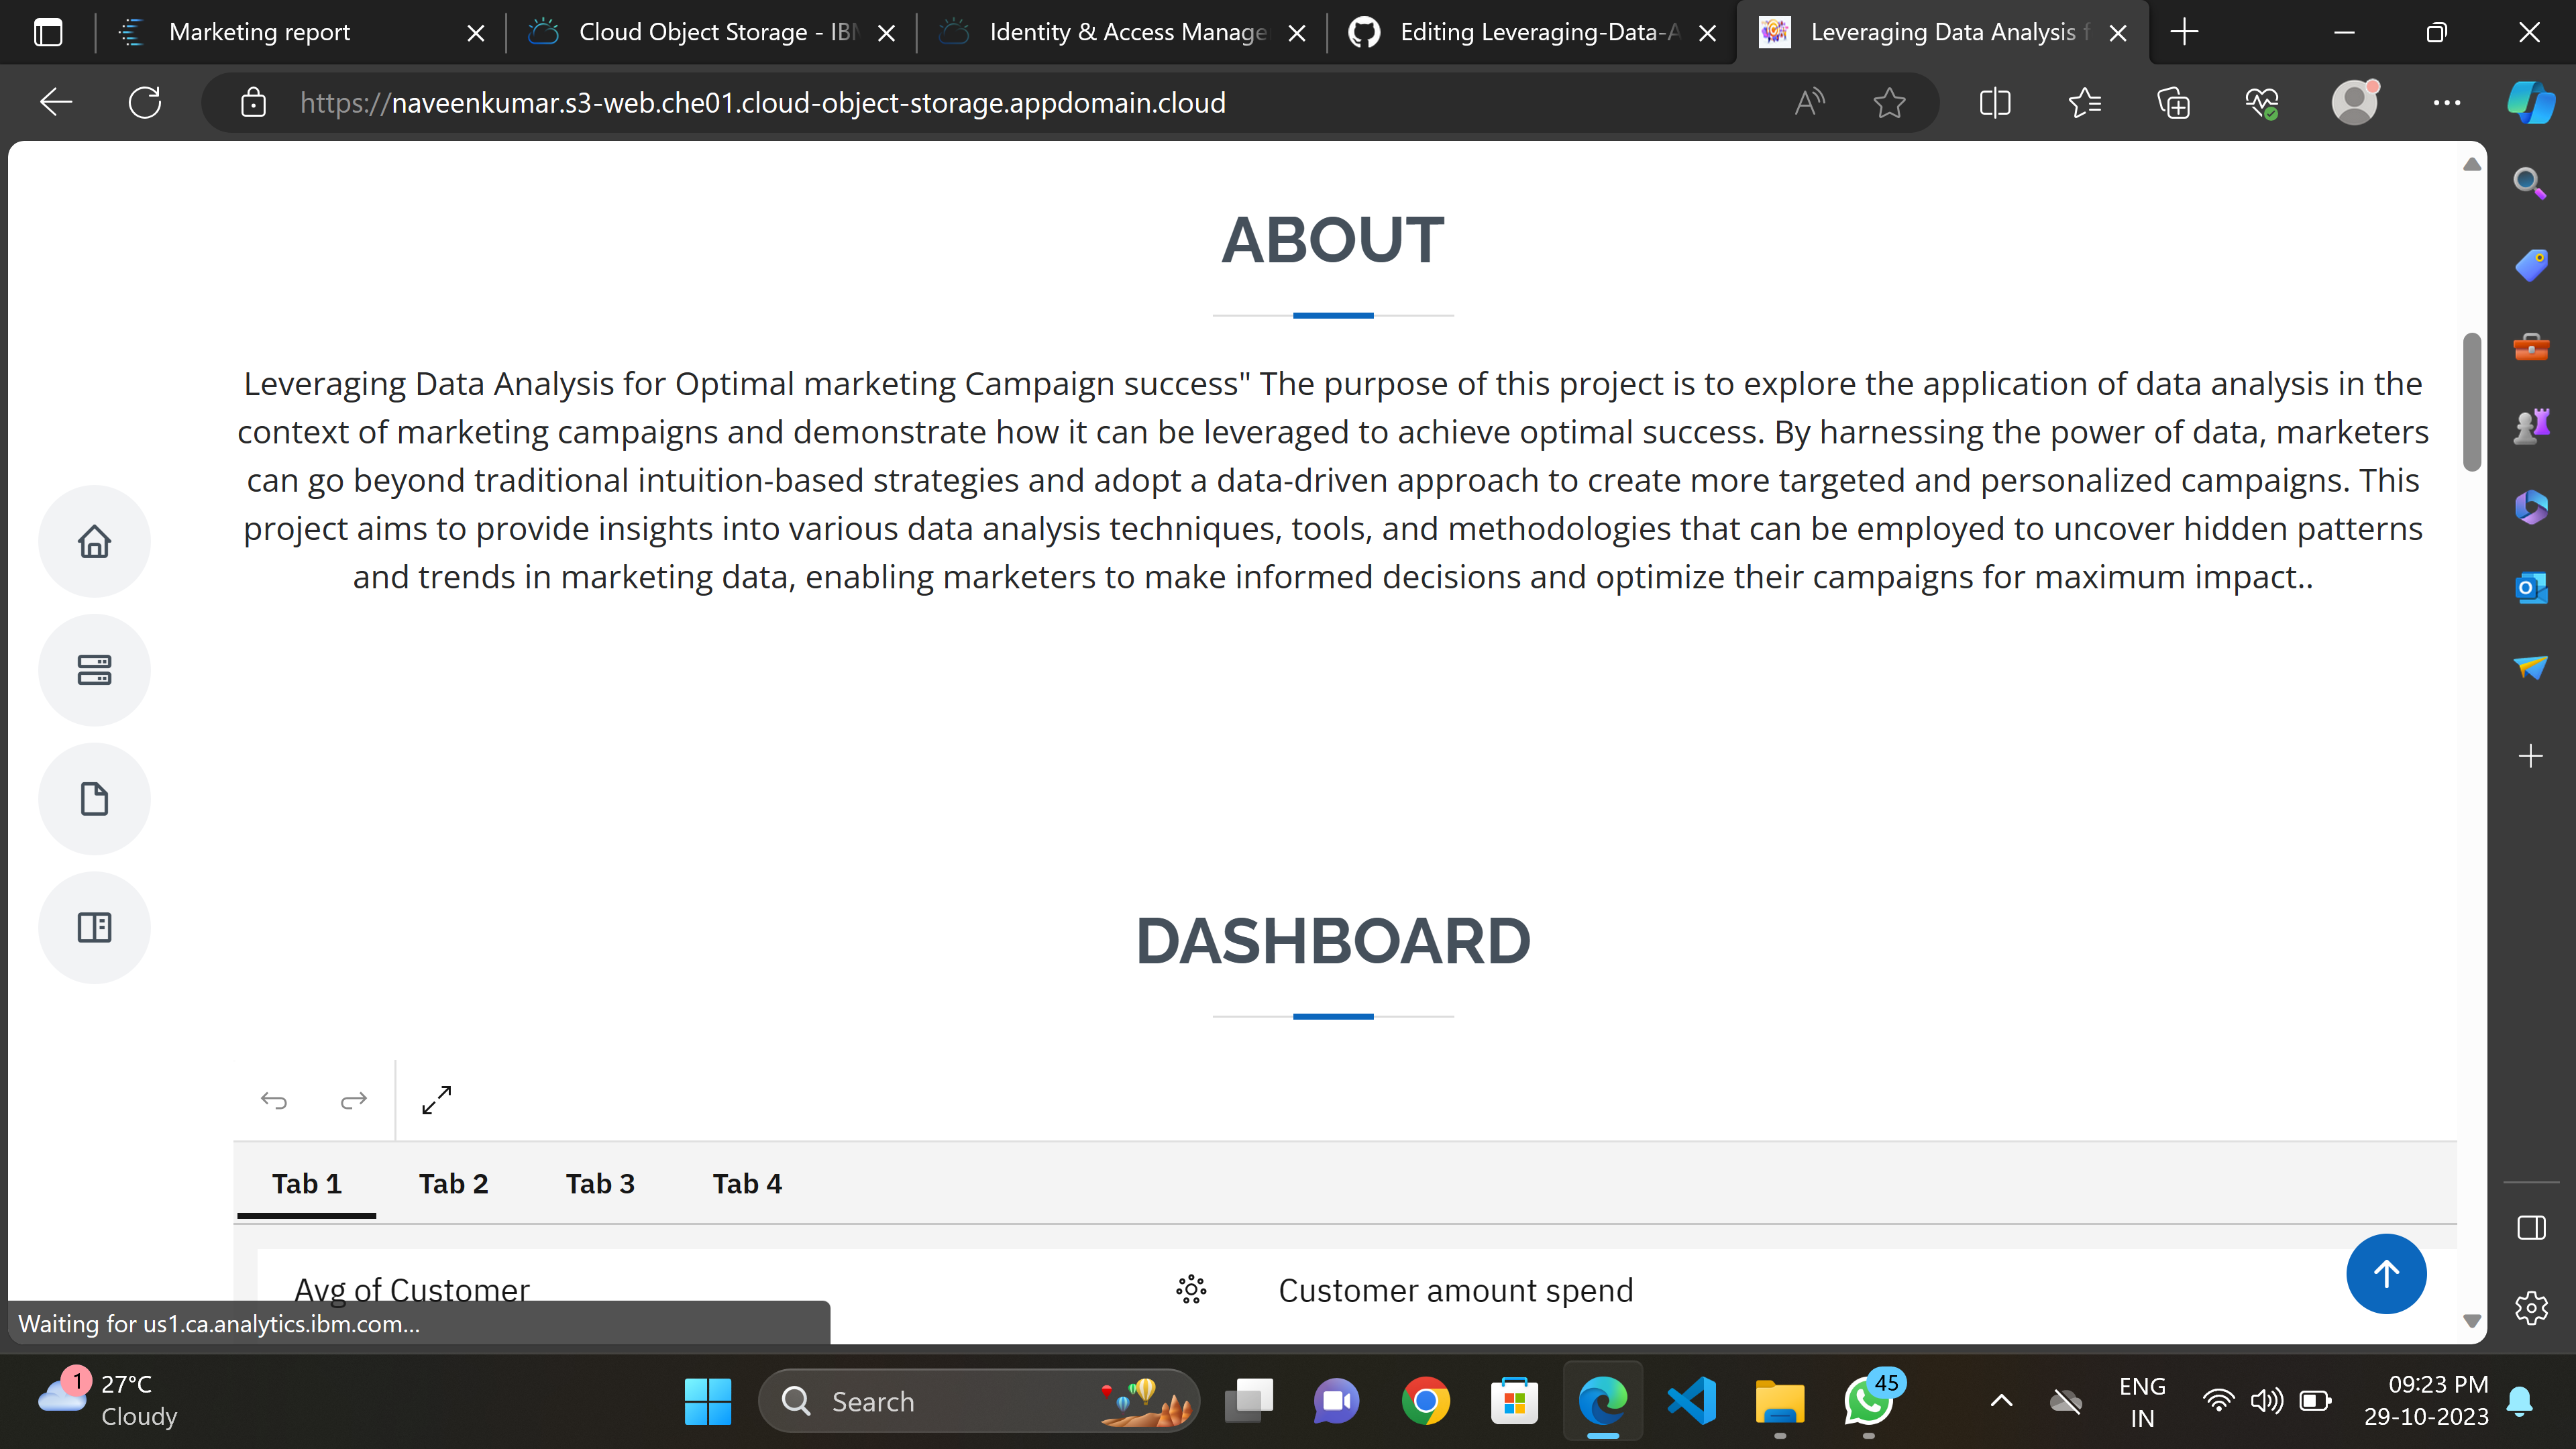 Marketing report
Cloud Object Storage - IBM
Identity & Access Manage
Editing Leveraging-Data-A
Leveraging Data Analysis f
https://naveenkumar.s3-web.che01.cloud-object-storage.appdomain.cloud
ABOUT
Leveraging Data Analysis for Optimal marketing Campaign success" The purpose of this project is to explore the application of data analysis in the
context of marketing campaigns and demonstrate how it can be leveraged to achieve optimal success. By harnessing the power of data, marketers
can go beyond traditional intuition-based strategies and adopt a data-driven approach to create more targeted and personalized campaigns. This
project aims to provide insights into various data analysis techniques, tools, and methodologies that can be employed to uncover hidden patterns
and trends in marketing data, enabling marketers to make informed decisions and optimize their campaigns for maximum impact..
DASHBOARD
Tab 1 Tab 2 Tab 3 Tab 4
Avg of Customer
Customer amount spend
Waiting for us1.ca.analytics.ibm.com...
1
27°C
Cloudy
Search
45
ENG
IN
09:23 PM
29-10-2023